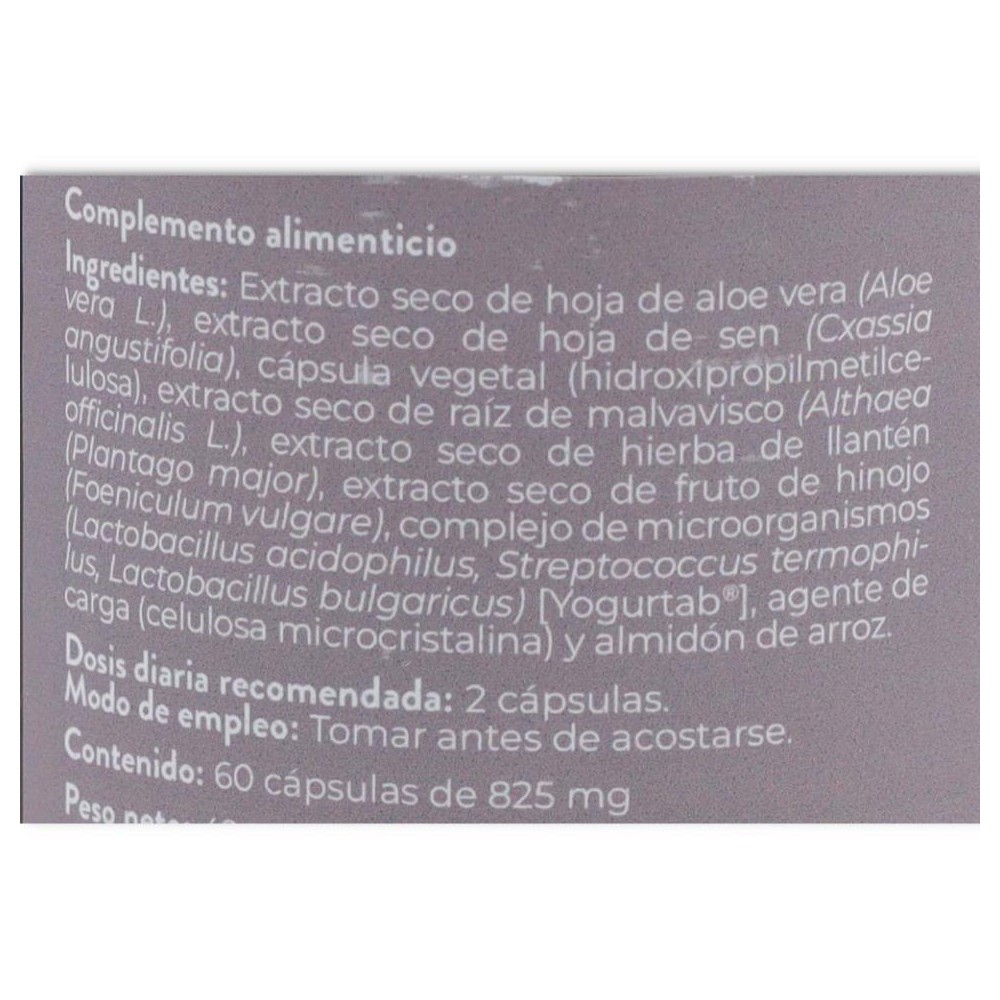 Complemento alimenticio
Ingredientes: Extracto seco de hoja de aloe vera (Aloe
vera L.), extracto seco de hoja de sen (Cxassia
angustifolia), cápsula vegetal (hidroxipropilmetilce-
lulosa), extracto seco de raíz de malvavisco (Althaea
officinalis L.), extracto seco de hierba de llantén
(Plantago major), extracto seco de fruto de hinojo
(Foeniculum vulgare), complejo de microorganismos
(Lactobacillus acidophilus, Streptococcus termophi-
lus, Lactobacillus bulgaricus) [Yogurtab®], agente de
carga (celulosa microcristalina) y almidón de arroz.
Dosis diaria recomendada: 2 cápsulas.
Modo de empleo: Tomar antes de acostarse.
Contenido: 60 cápsulas de 825 mg
Peso neto: